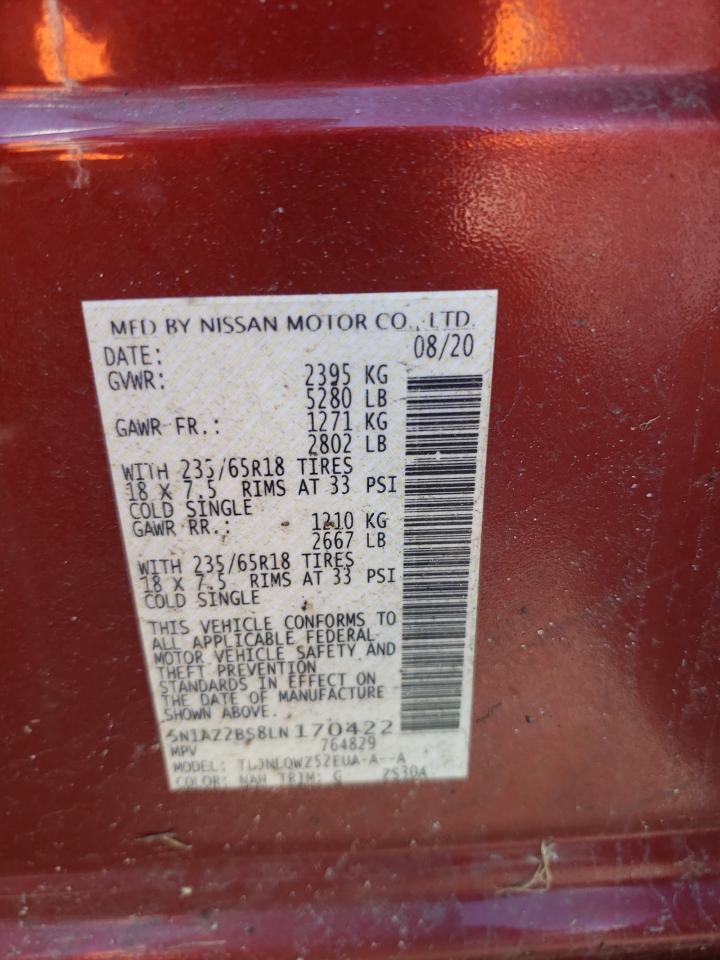 MFD BY NISSAN MOTOR CO., LTD.
DATE: 08/20
GVWR: 2395 KG
5280 LB
GAWR FR.: 1271 KG
2802 LB
WITH 235/65R18 TIRES
18 X 7.5 RIMS AT 33 PSI
COLD SINGLE
GAWR RR.: 1210 KG
2667 LB
WITH 235/65R18 TIRES
18 X 7.5 RIMS AT 33 PSI
COLD SINGLE
THIS VEHICLE CONFORMS TO
ALL APPLICABLE FEDERAL
MOTOR VEHICLE SAFETY AND
THEFT PREVENTION
STANDARDS IN EFFECT ON
THE DATE OF MANUFACTURE
SHOWN ABOVE.
5N1AZ2BS8LN170422
MPV 764829
MODEL:
COLOR: NAH TRIM: G ZS30A